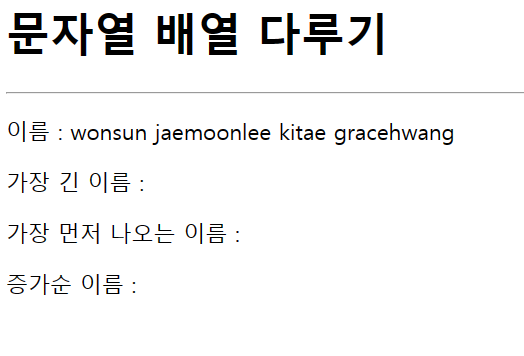 문자열 배열 다루기
이름 : wonsun jaemoonlee kitae gracehwang
가장 긴 이름 :
가장 먼저 나오는 이름 :
증가순 이름 :